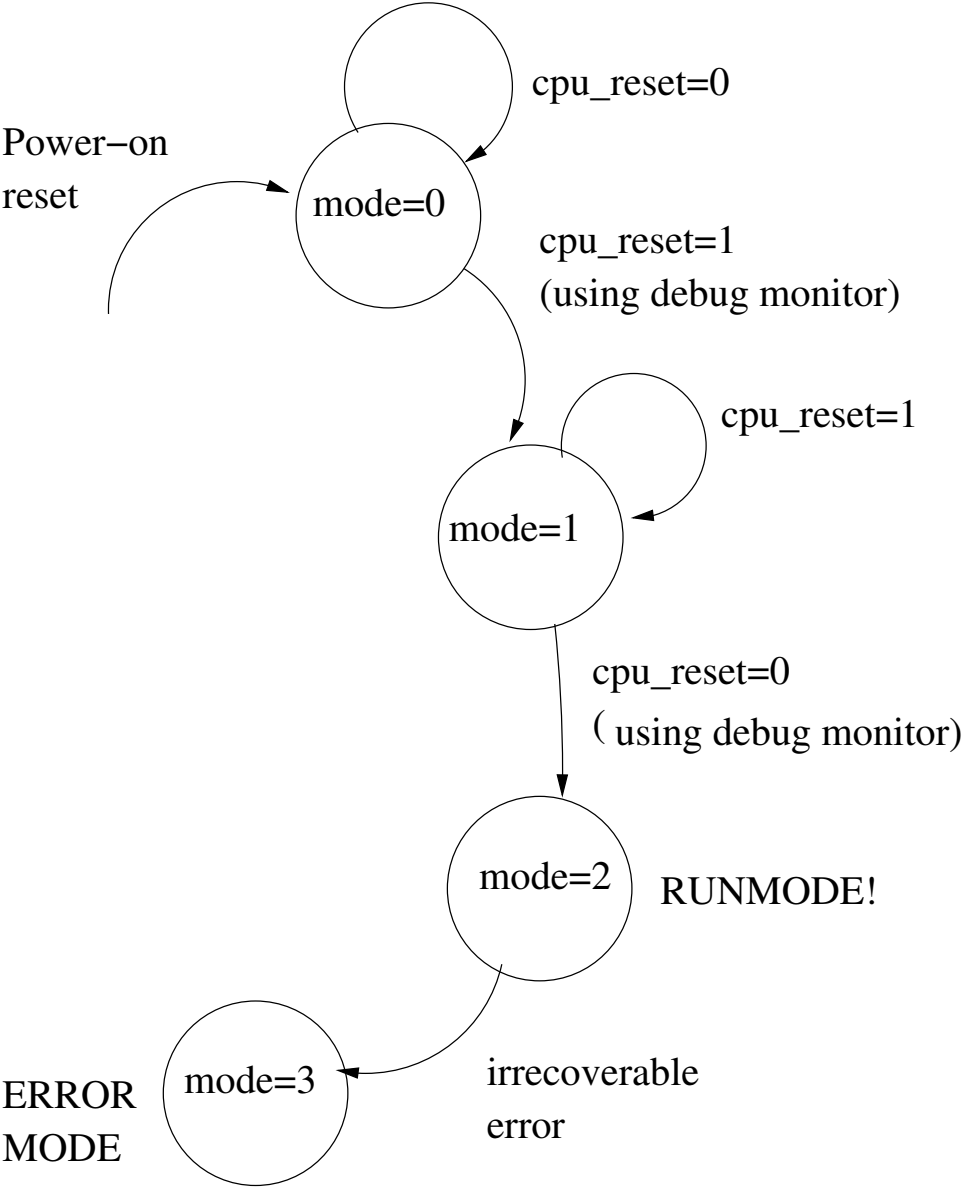 cpu_reset=0
Power−on
reset
mode=0
cpu_reset=1
(using debug monitor)
cpu_reset=1
mode=1
cpu_reset=0
( using debug monitor)
mode=2
RUNMODE!
mode=3
irrecoverable
error
ERROR
MODE